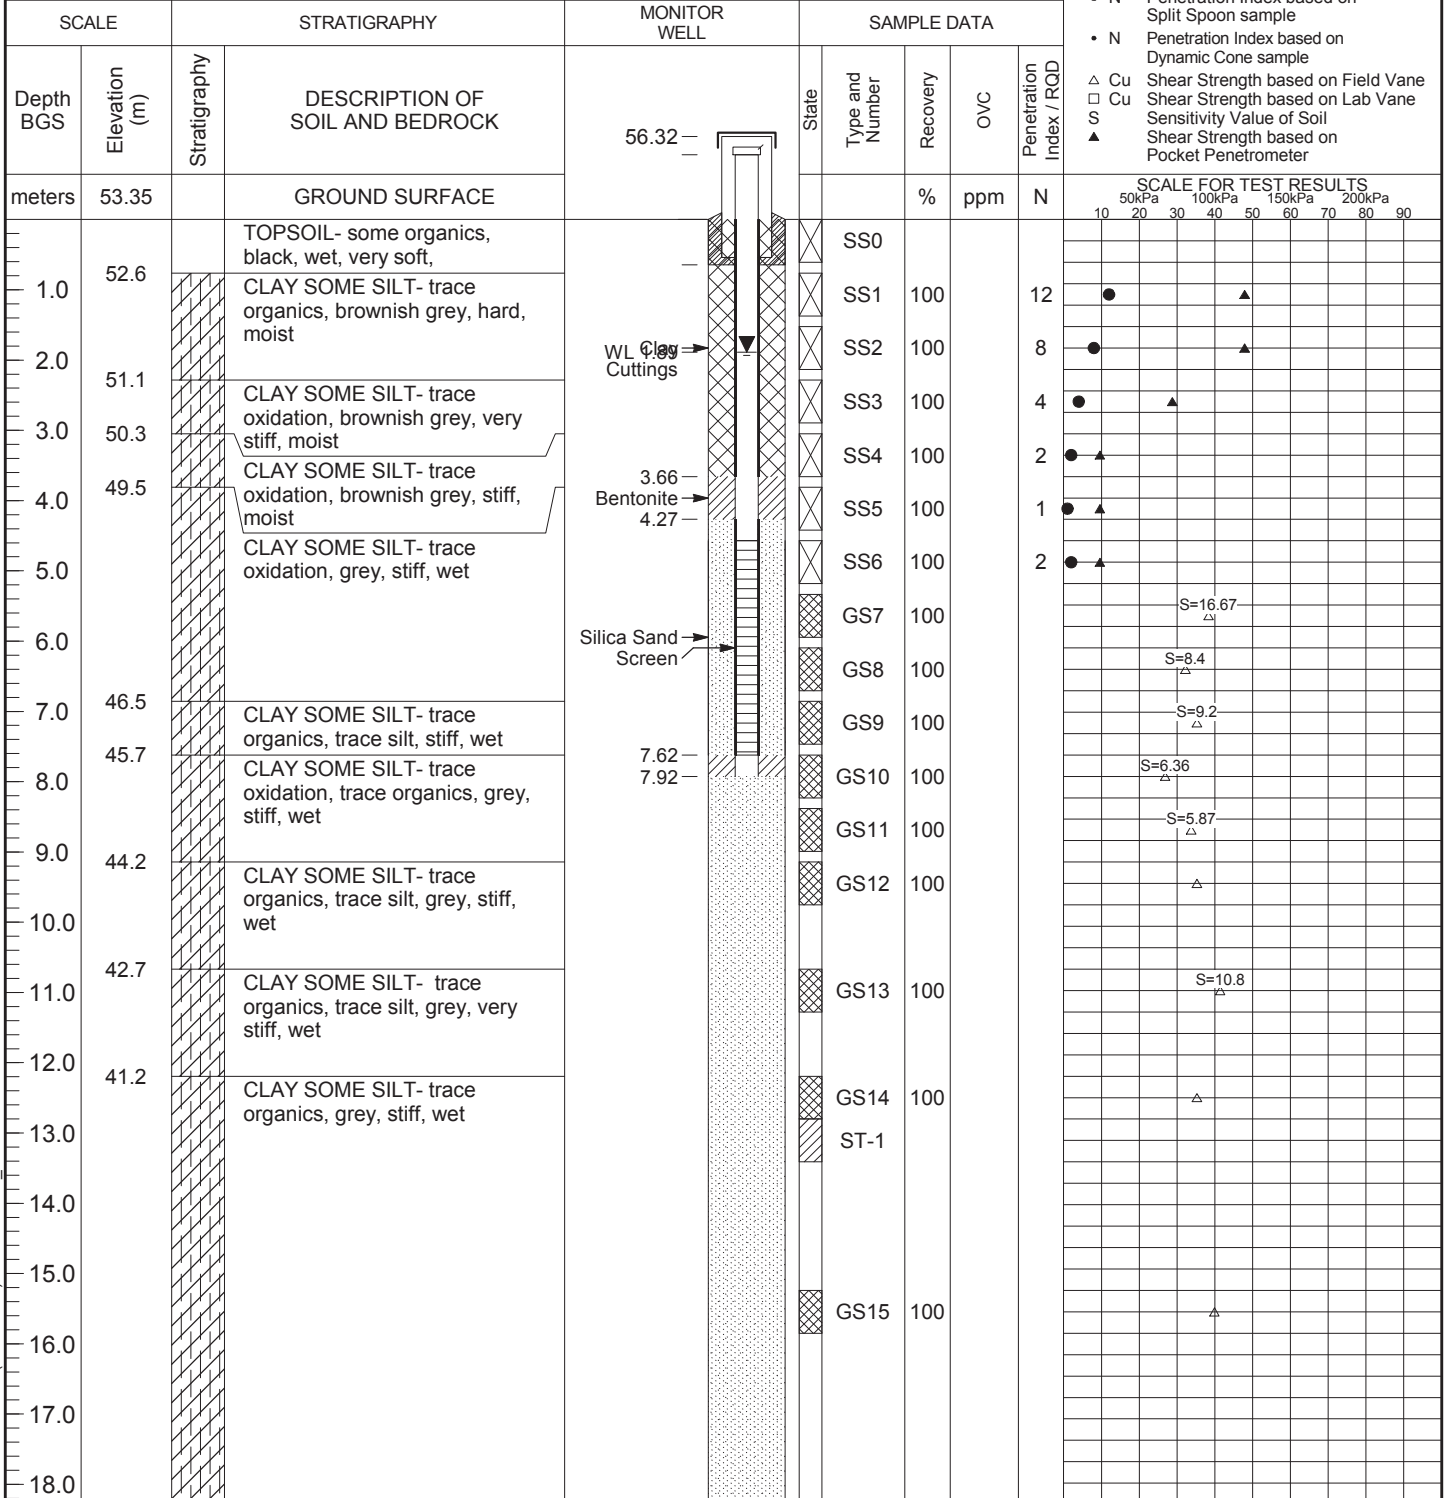 SCALE
STRATIGRAPHY
MONITOR
WELL
SAMPLE DATA
• N Penetration Index based on
Split Spoon sample
• N Penetration Index based on
Dynamic Cone sample
△ Cu Shear Strength based on Field Vane
□ Cu Shear Strength based on Lab Vane
S Sensitivity Value of Soil
▲ Shear Strength based on
Pocket Penetrometer
Depth
BGS
Elevation
(m)
Stratigraphy
DESCRIPTION OF
SOIL AND BEDROCK
State
Type and
Number
Recovery
OVC
Penetration
Index / RQD
56.32
meters 53.35 GROUND SURFACE % ppm N
SCALE FOR TEST RESULTS
50kPa 100kPa 150kPa 200kPa
10 20 30 40 50 60 70 80 90
TOPSOIL- some organics,
black, wet, very soft,
SS0
52.6
1.0
CLAY SOME SILT- trace
organics, brownish grey, hard,
moist
SS1 100 12
WL 1.89
Clay
Cuttings
SS2 100 8
2.0
51.1
CLAY SOME SILT- trace
oxidation, brownish grey, very
stiff, moist
SS3 100 4
3.0
50.3
CLAY SOME SILT- trace
oxidation, brownish grey, stiff,
moist
SS4 100 2
3.66
49.5
4.0
Bentonite
4.27
SS5 100 1
CLAY SOME SILT- trace
oxidation, grey, stiff, wet
5.0
SS6 100 2
GS7 100 S=16.67
6.0
Silica Sand
Screen
GS8 100 S=8.4
46.5
7.0
CLAY SOME SILT- trace
organics, trace silt, stiff, wet
GS9 100 S=9.2
45.7
7.62
7.92
8.0
CLAY SOME SILT- trace
oxidation, trace organics, grey,
stiff, wet
GS10 100 S=6.36
GS11 100 S=5.87
9.0
44.2
CLAY SOME SILT- trace
organics, trace silt, grey, stiff,
wet
GS12 100
10.0
42.7
11.0
CLAY SOME SILT- trace
organics, trace silt, grey, very
stiff, wet
GS13 100 S=10.8
12.0
41.2
CLAY SOME SILT- trace
organics, grey, stiff, wet
GS14 100
13.0
ST-1
14.0
15.0
GS15 100
16.0
17.0
18.0